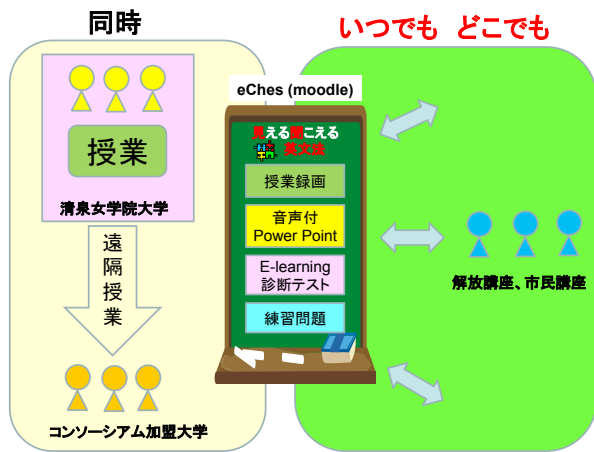 同時
いつでも どこでも
eChes (moodle)
授業
清泉女学院大学
遠隔授業
コンソーシアム加盟大学
見える聞こえる
英文法
授業録画
音声付
Power Point
E-learning
診断テスト
練習問題
解放講座、市民講座